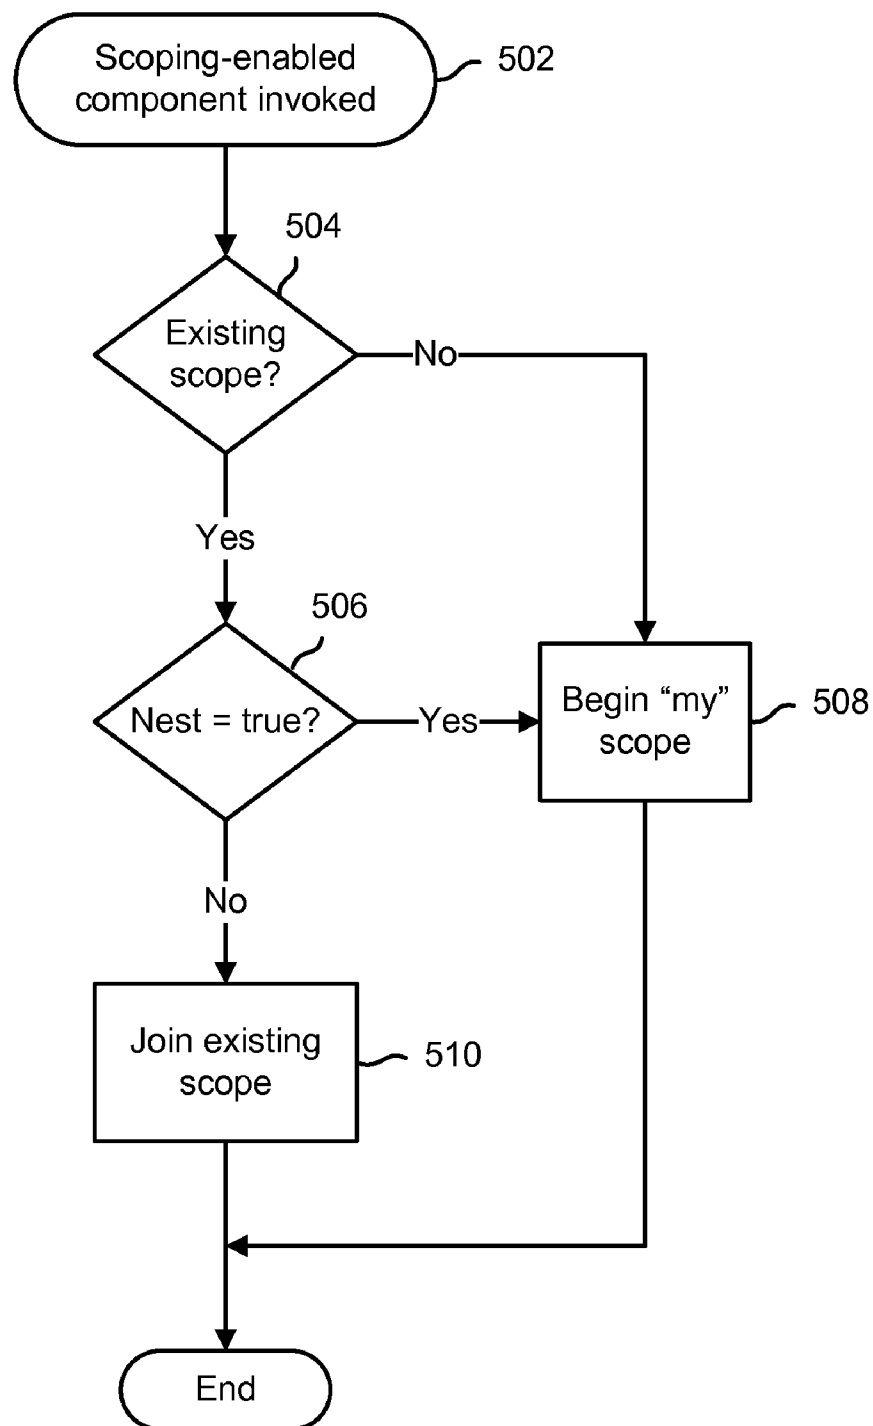 Scoping-enabled
component invoked
502
504
Existing
scope?
No
Yes
506
Nest = true?
Yes
Begin “my”
scope
508
No
Join existing
scope
510
End